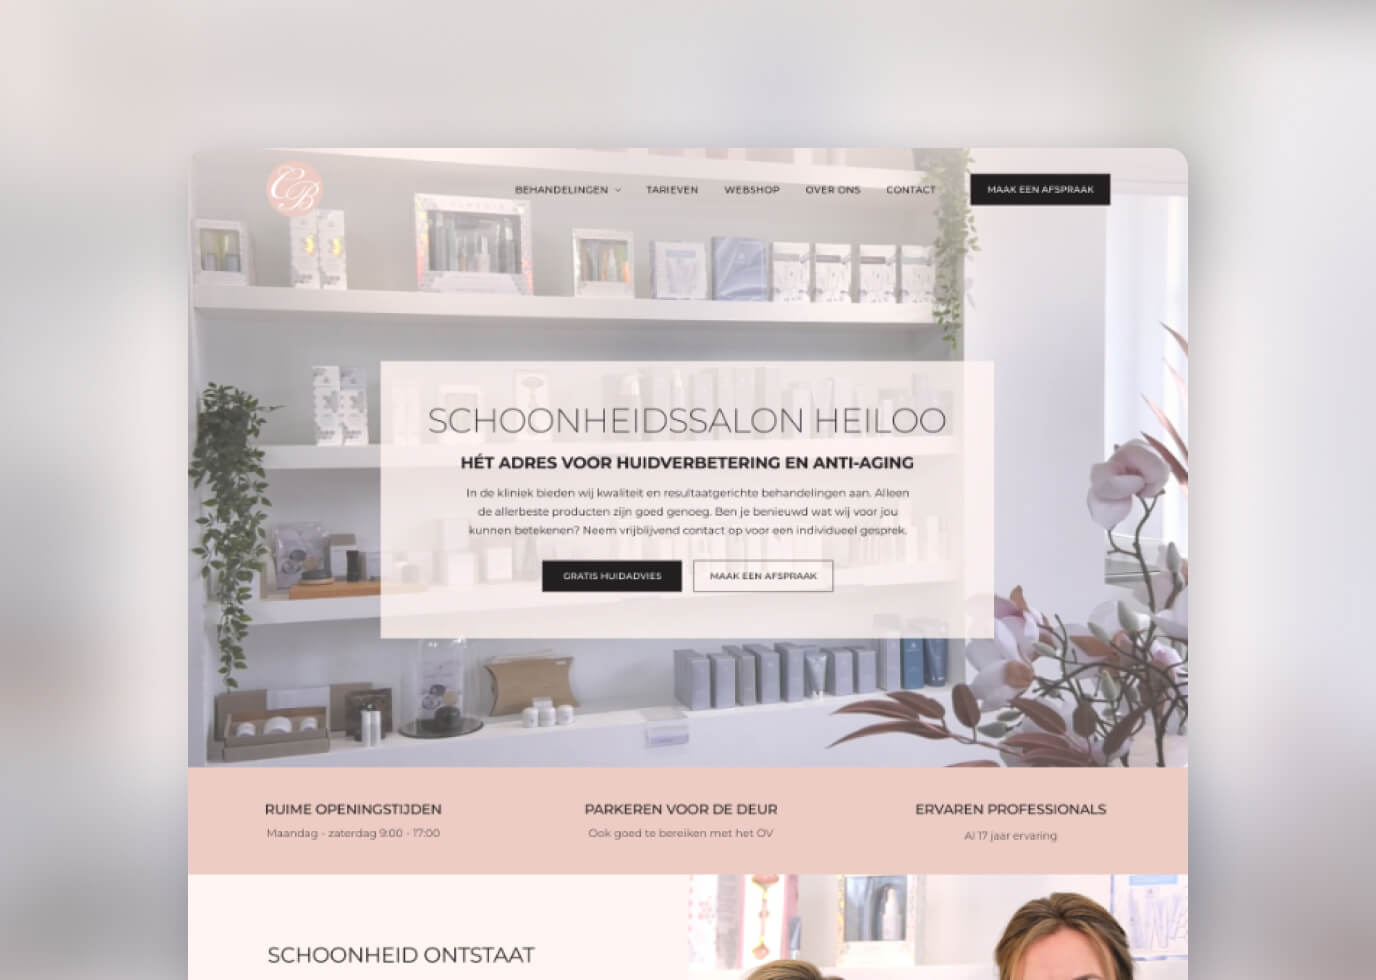 CB
BEHANDELINGEN
TARIEVEN
WEBSHOP
OVER ONS
CONTACT
MAAK EEN AFSPRAAK
SCHOONHEIDSSALON HEILOO
HÉT ADRES VOOR HUIDVERBETERING EN ANTI-AGING
In de kliniek bieden wij kwaliteit en resultaatgerichte behandelingen aan. Alleen
de allerbeste producten zijn goed genoeg. Ben je benieuwd wat wij voor jou
kunnen betekenen? Neem vrijblijvend contact op voor een individueel gesprek.
GRATIS HUIDADVIES
MAAK EEN AFSPRAAK
RUIME OPENINGSTIJDEN
Maandag - zaterdag 9:00 - 17:00
PARKEREN VOOR DE DEUR
Ook goed te bereiken met het OV
ERVAREN PROFESSIONALS
Al 17 jaar ervaring
SCHOONHEID ONTSTAAT